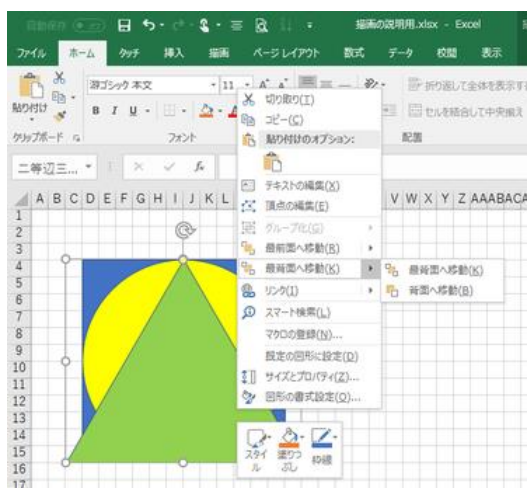 自動保存 オフ
描画の説明用.xlsx - Excel
ファイル ホーム タッチ 挿入 描画 ページ レイアウト 数式 データ 校閲 表示
貼り付け
游ゴシック 本文 11 A A
B I U A
折り返して全体を表示す
セルを結合して中央揃え
クリップボード フォント 配置
二等辺三... fx
A B C D E F G H I J K L V W X Y Z AAABACA
1
2
3
4
5
6
7
8
9
10
11
12
13
14
15
16
17
切り取り(T)
コピー(C)
貼り付けのオプション:
テキストの編集(X)
頂点の編集(E)
グループ化(G)
最前面へ移動(R)
最背面へ移動(K)
リンク(I)
スマート検索(L)
マクロの登録(N)...
既定の図形に設定(D)
サイズとプロパティ(Z)...
図形の書式設定(O)...
最背面へ移動(K)
背面へ移動(B)
スタイル
塗りつぶし
枠線